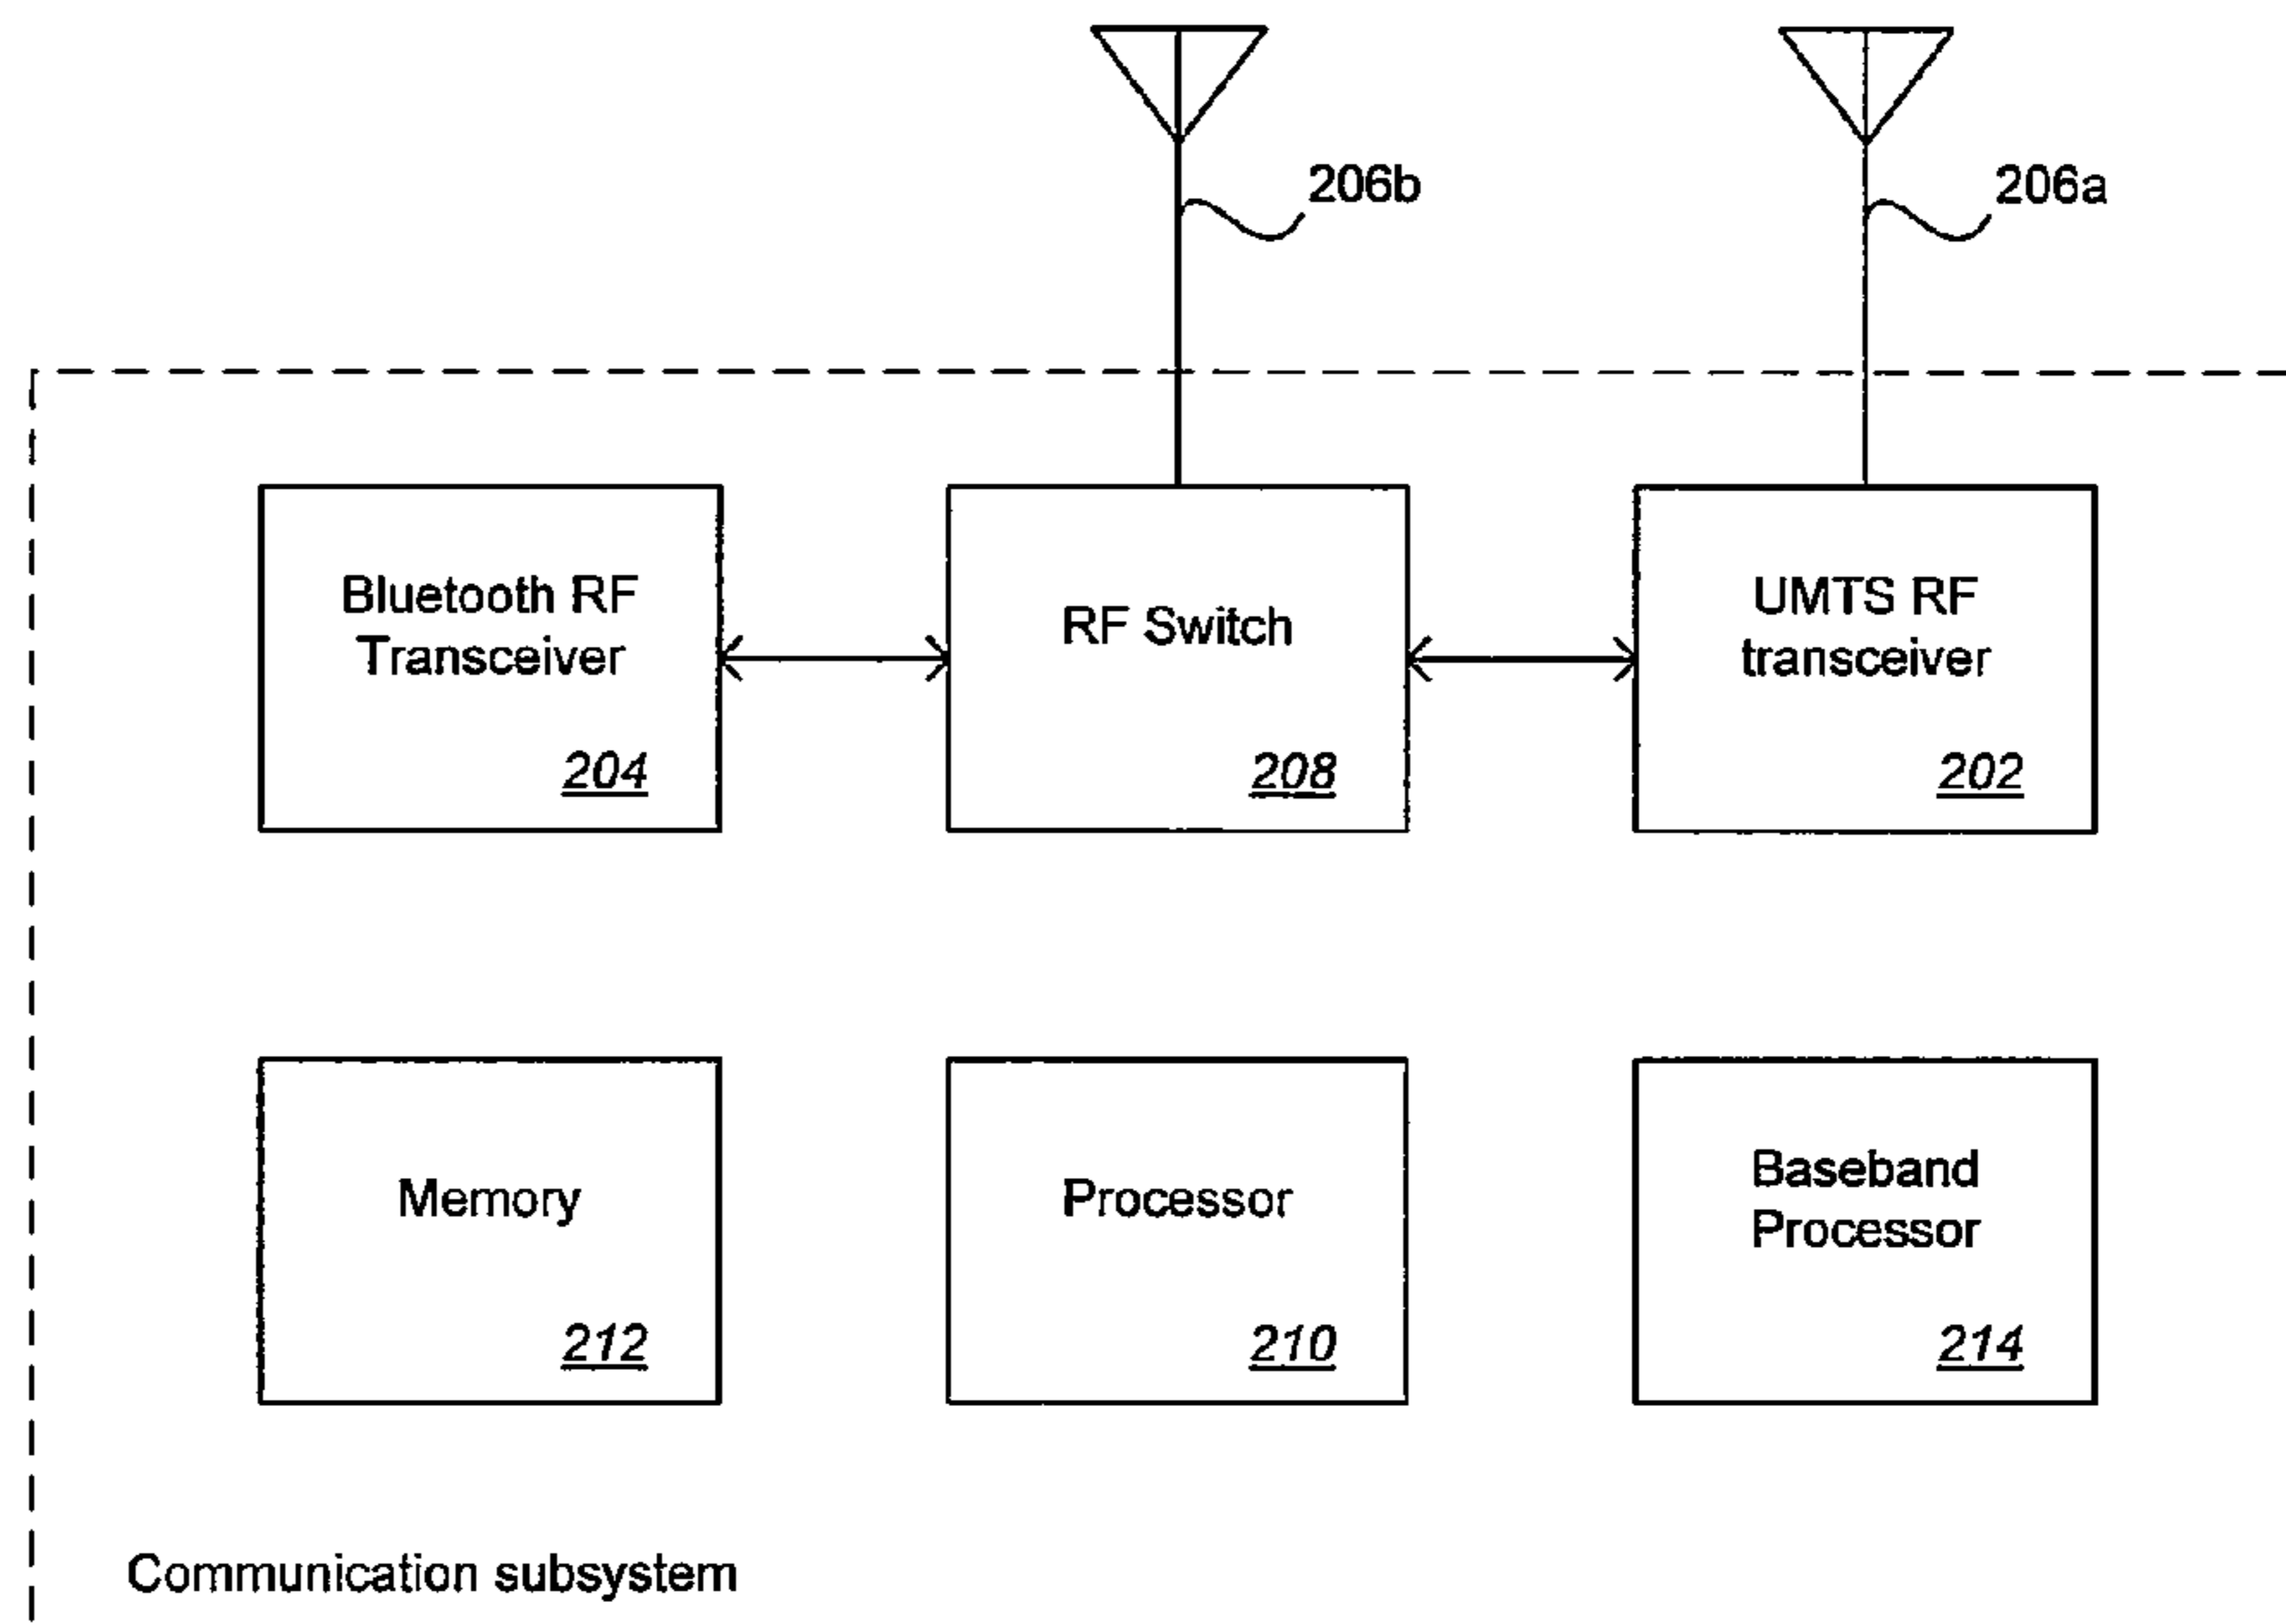 206b
206a
Bluetooth RF
Transceiver
204
RF Switch
208
UMTS RF
transceiver
202
Memory
212
Processor
210
Baseband
Processor
214
Communication subsystem